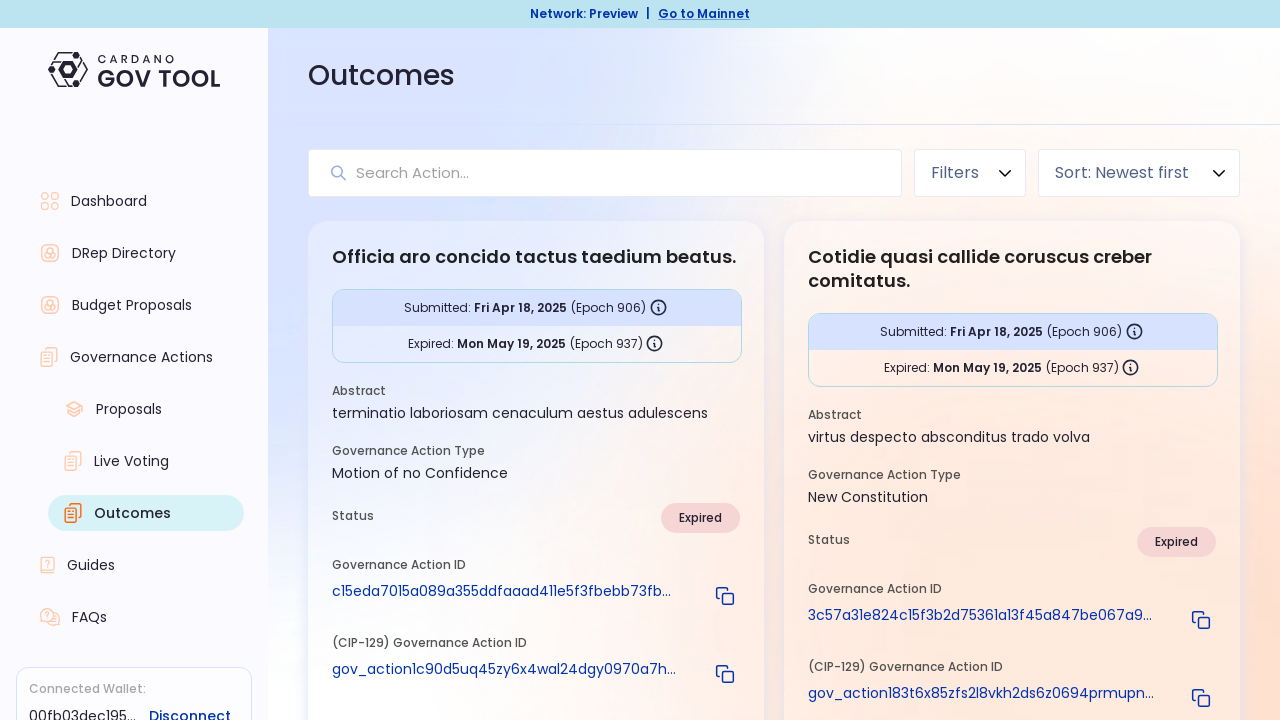 Network: Preview | Go to Mainnet
CARDANO
GOV TOOL
Outcomes
Search Action...
Filters
Sort: Newest first
Dashboard
DRep Directory
Budget Proposals
Governance Actions
Proposals
Live Voting
Outcomes
Guides
FAQs
Connected Wallet:
00fb03dec195... Disconnect
Officia aro concido tactus taedium beatus.
Submitted: Fri Apr 18, 2025 (Epoch 906)
Expired: Mon May 19, 2025 (Epoch 937)
Abstract
terminatio laboriosam cenaculum aestus adulescens
Governance Action Type
Motion of no Confidence
Status
Expired
Governance Action ID
c15eda7015a089a355ddfaaad411e5f3fbebb73fb...
(CIP-129) Governance Action ID
gov_action1c90d5uq45zy6x4wal24dgy0970a7h...
Cotidie quasi callide coruscus creber
comitatus.
Submitted: Fri Apr 18, 2025 (Epoch 906)
Expired: Mon May 19, 2025 (Epoch 937)
Abstract
virtus despecto absconditus trado volva
Governance Action Type
New Constitution
Status
Expired
Governance Action ID
3c57a31e824c15f3b2d75361a13f45a847be067a9...
(CIP-129) Governance Action ID
gov_action183t6x85zfs2l8vkh2ds6z0694prmupn...